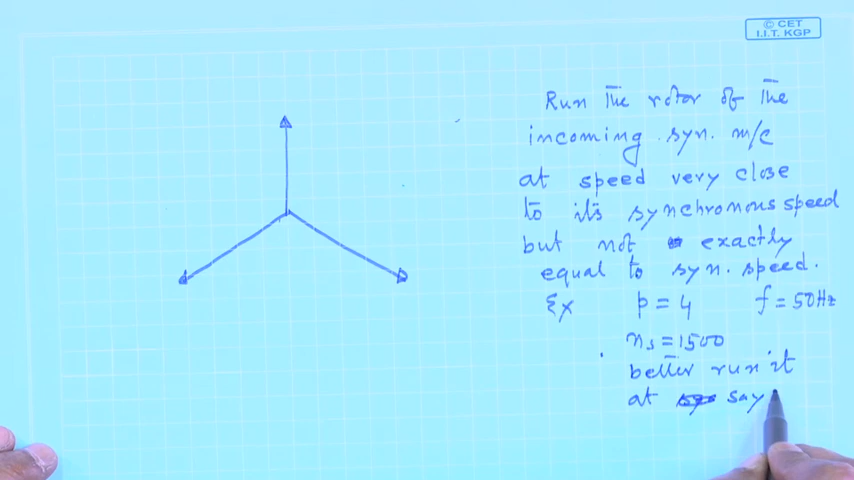 © CET
I.I.T. KGP
Run the rotor of the
incoming syn. m/c
at speed very close
to its synchronous speed
but not exactly
equal to syn. speed.
Ex p = 4 f = 50Hz
ns = 1500
better run it
at say